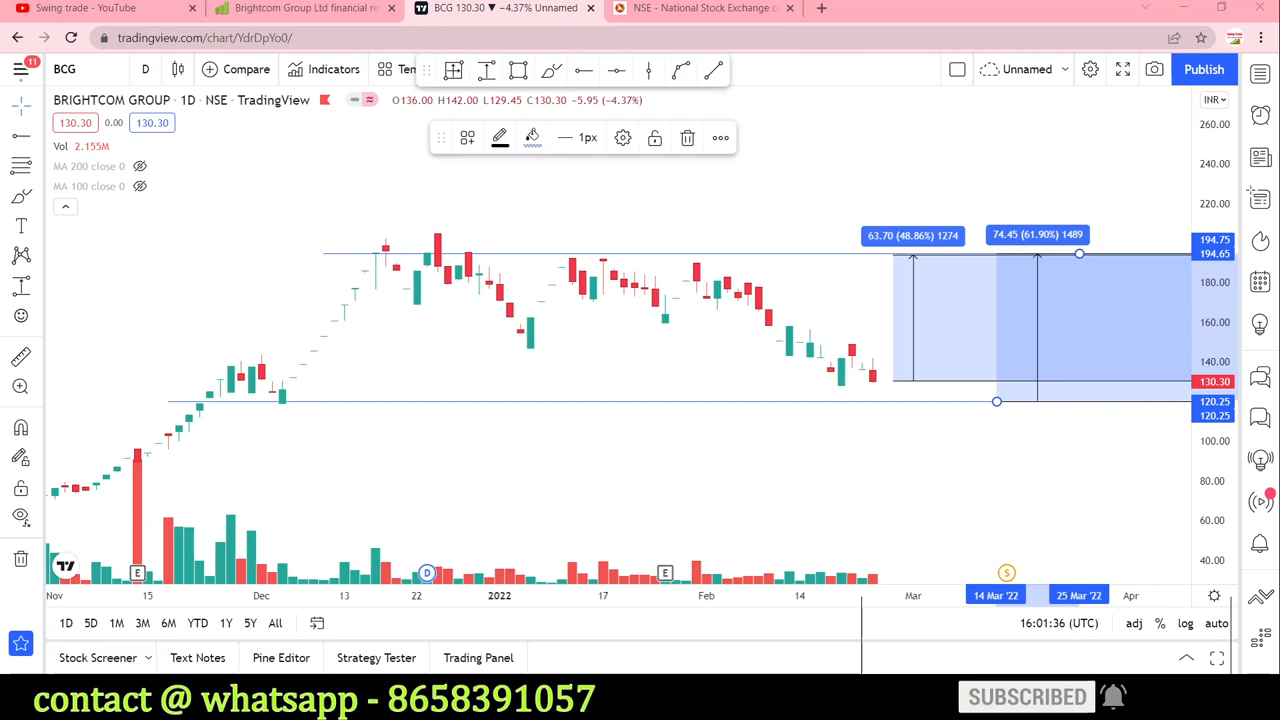 Swing trade - YouTube
Brightcom Group Ltd financial re
BCG 130.30 ▼ −4.37% Unnamed
NSE - National Stock Exchange o
tradingview.com/chart/YdrDpYo0/
11
BCG
D
Compare
Indicators
Tem
Unnamed
Publish
BRIGHTCOM GROUP · 1D · NSE · TradingView
O136.00 H142.00 L129.45 C130.30 −5.95 (−4.37%)
INR
130.30 0.00 130.30
1px
Vol 2.155M
MA 200 close 0
MA 100 close 0
260.00
240.00
220.00
63.70 (48.86%) 1274
74.45 (61.90%) 1489
194.75
194.65
180.00
160.00
140.00
130.30
120.25
120.25
100.00
80.00
60.00
40.00
E
D
E
S
Nov 15 Dec 13 22 2022 17 Feb 14 Mar 14 Mar '22 25 Mar '22 Apr
1D 5D 1M 3M 6M YTD 1Y 5Y All
16:01:36 (UTC) adj % log auto
Stock Screener Text Notes Pine Editor Strategy Tester Trading Panel
contact @ whatsapp - 8658391057
SUBSCRIBED